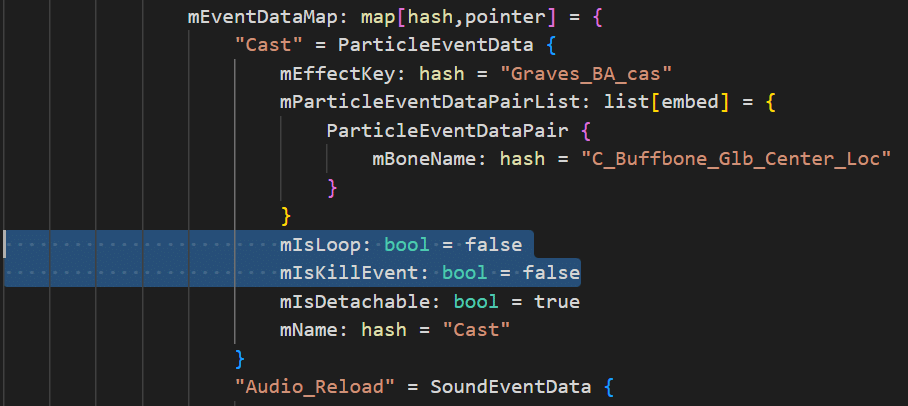 mEventDataMap: map[hash,pointer] = {
"Cast" = ParticleEventData {
mEffectKey: hash = "Graves_BA_cas"
mParticleEventDataPairList: list[embed] = {
ParticleEventDataPair {
mBoneName: hash = "C_Buffbone_Glb_Center_Loc"
}
}
mIsLoop: bool = false
mIsKillEvent: bool = false
mIsDetachable: bool = true
mName: hash = "Cast"
}
"Audio_Reload" = SoundEventData {